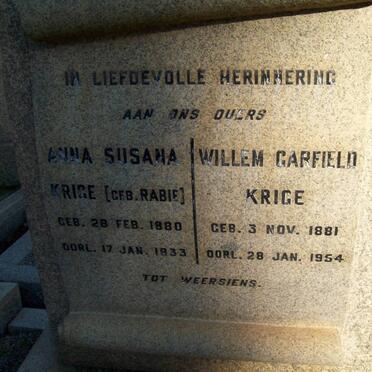 IN LIEFDEVOLLE HERINNERING
AAN ONS OUERS
ANNA SUSANA
KRIGE [GEB. RABIE]
GEB. 28 FEB. 1880
OORL. 17 JAN. 1933
WILLEM GARFIELD
KRIGE
GEB. 3 NOV. 1881
OORL. 28 JAN. 1954
TOT WEERSIENS.